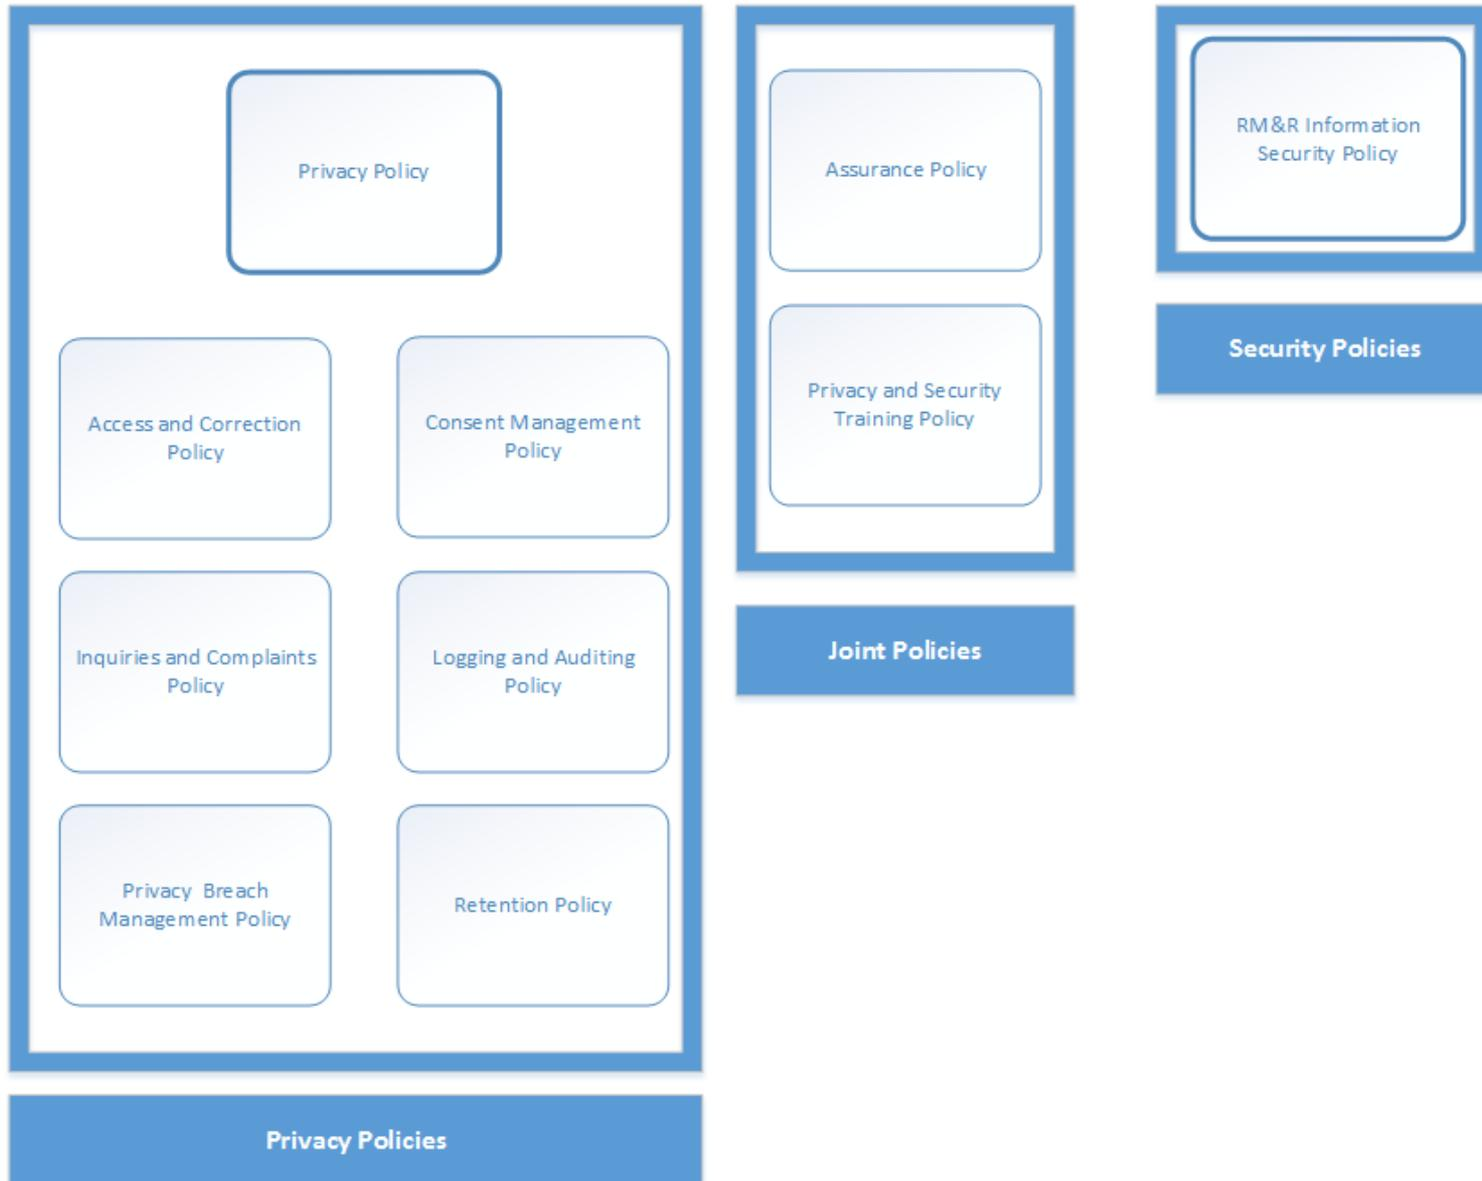 Privacy Policy
Access and Correction
Policy
Consent Management
Policy
Inquiries and Complaints
Policy
Logging and Auditing
Policy
Privacy Breach
Management Policy
Retention Policy
Privacy Policies
Assurance Policy
Privacy and Security
Training Policy
Joint Policies
RM&R Information
Security Policy
Security Policies